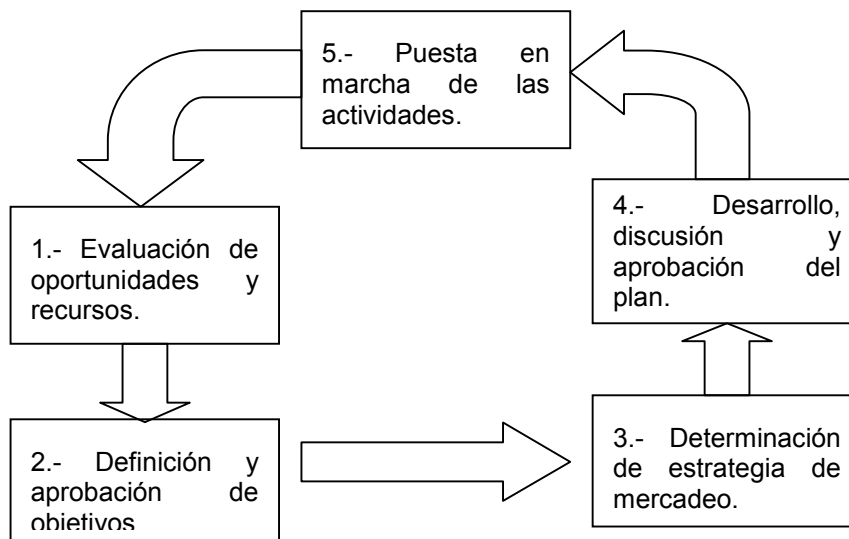 5.- Puesta en
marcha de las
actividades.
1.- Evaluación de
oportunidades y
recursos.
2.- Definición y
aprobación de
objetivos
3.- Determinación
de estrategia de
mercadeo.
4.- Desarrollo,
discusión y
aprobación del
plan.